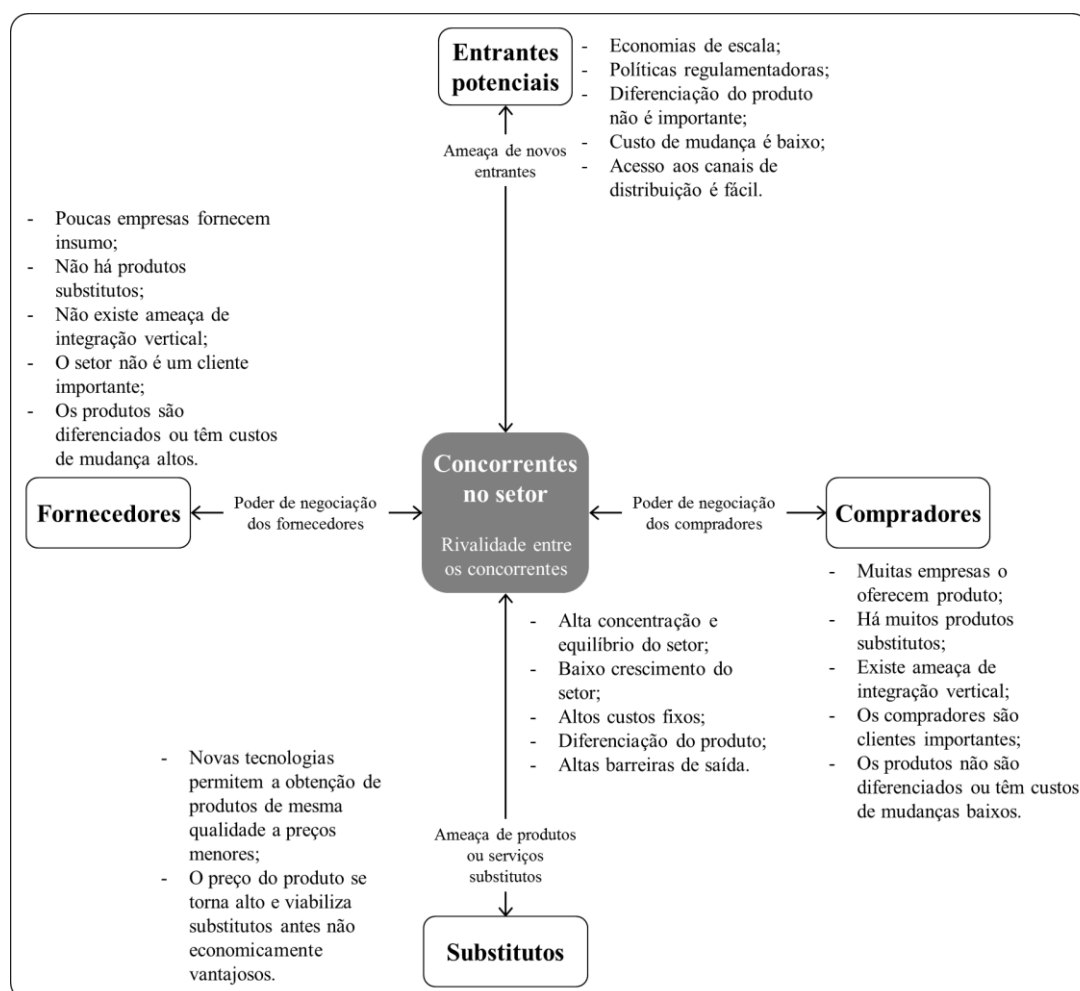 Entrantes
potenciais
- Economias de escala;
- Políticas regulamentadoras;
- Diferenciação do produto
não é importante;
- Custo de mudança é baixo;
- Acesso aos canais de
distribuição é fácil.
Ameaça de novos
entrantes
- Poucas empresas fornecem
insumo;
- Não há produtos
substitutos;
- Não existe ameaça de
integração vertical;
- O setor não é um cliente
importante;
- Os produtos são
diferenciados ou têm custos
de mudança altos.
Fornecedores
Poder de negociação
dos fornecedores
Concorrentes
no setor
Rivalidade entre
os concorrentes
Poder de negociação
dos compradores
Compradores
- Muitas empresas o
oferecem produto;
- Há muitos produtos
substitutos;
- Existe ameaça de
integração vertical;
- Os compradores são
clientes importantes;
- Os produtos não são
diferenciados ou têm custos
de mudanças baixos.
- Alta concentração e
equilíbrio do setor;
- Baixo crescimento do
setor;
- Altos custos fixos;
- Diferenciação do produto;
- Altas barreiras de saída.
- Novas tecnologias
permitem a obtenção de
produtos de mesma
qualidade a preços
menores;
- O preço do produto se
torna alto e viabiliza
substitutos antes não
economicamente
vantajosos.
Ameaça de produtos
ou serviços
substitutos
Substitutos